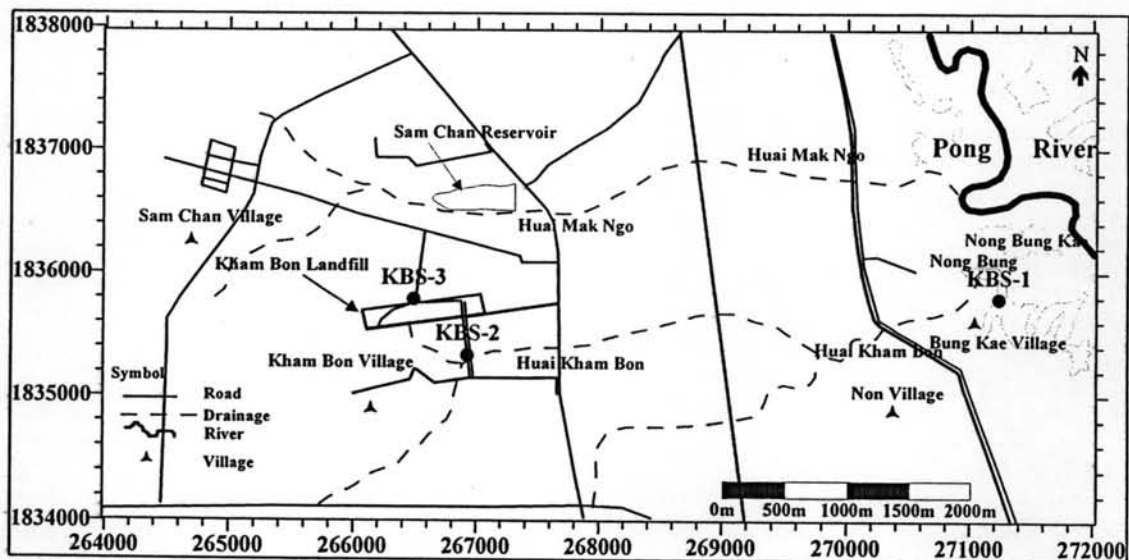 1838000
1837000
1836000
1835000
1834000
264000
265000
266000
267000
268000
269000
270000
271000
272000
N
Sam Chan Reservoir
Huai Mak Ngo
Pong River
Sam Chan Village
Huai Mak Ngo
Nong Bung Kae
Nong Bung
Kham Bon Landfill
KBS-3
KBS-1
KBS-2
Bung Kae Village
Kham Bon Village
Huai Kham Bon
Huai Kham Bon
Non Village
Symbol
Road
Drainage
River
Village
0m
500m
1000m
1500m
2000m